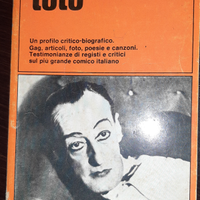 totò
Un profilo critico-biografico.
Gag, articoli, foto, poesie e canzoni.
Testimonianze di registi e critici
sul più grande comico italiano